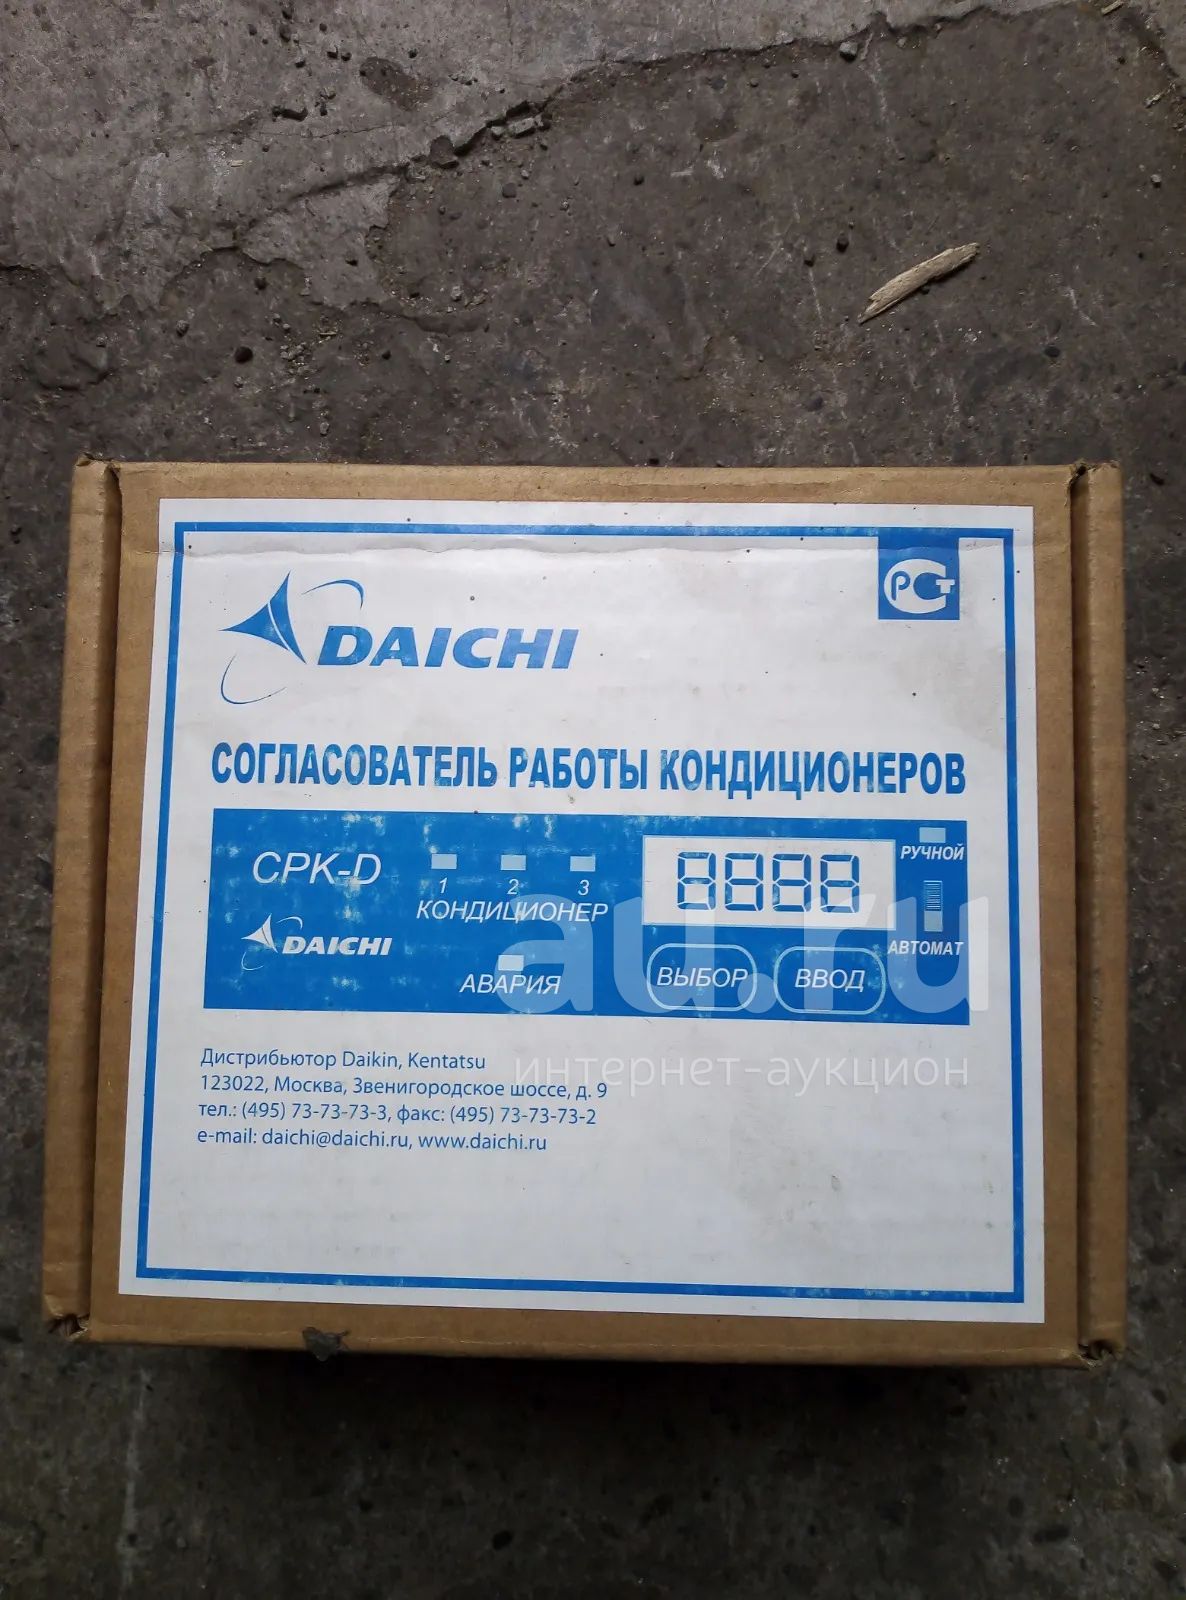 DAICHI
РСТ
СОГЛАСОВАТЕЛЬ РАБОТЫ КОНДИЦИОНЕРОВ
СРК-D
1 2 3
КОНДИЦИОНЕР
8888
РУЧНОЙ
АВТОМАТ
DAICHI
АВАРИЯ
ВЫБОР
ВВОД
Дистрибьютор Daikin, Kentatsu
123022, Москва, Звенигородское шоссе, д. 9
тел.: (495) 73-73-73-3, факс: (495) 73-73-73-2
e-mail: daichi@daichi.ru, www.daichi.ru
au.ru
интернет-аукцион